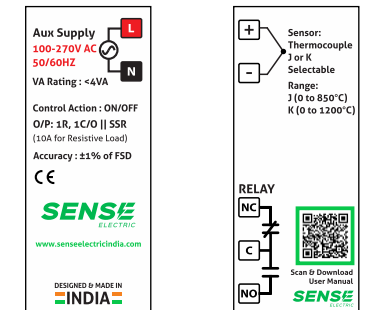 Aux Supply
L
100-270V AC
50/60HZ
N
VA Rating : <4VA
Control Action : ON/OFF
O/P: 1R, 1C/O || SSR
(10A for Resistive Load)
Accuracy : ±1% of FSD
CE
SENSE
ELECTRIC
www.senseelectricindia.com
DESIGNED & MADE IN
INDIA
+
-
Sensor:
Thermocouple
J or K
Selectable
Range:
J (0 to 850°C)
K (0 to 1200°C)
RELAY
NC
C
NO
Scan & Download
User Manual
SENSE
ELECTRIC